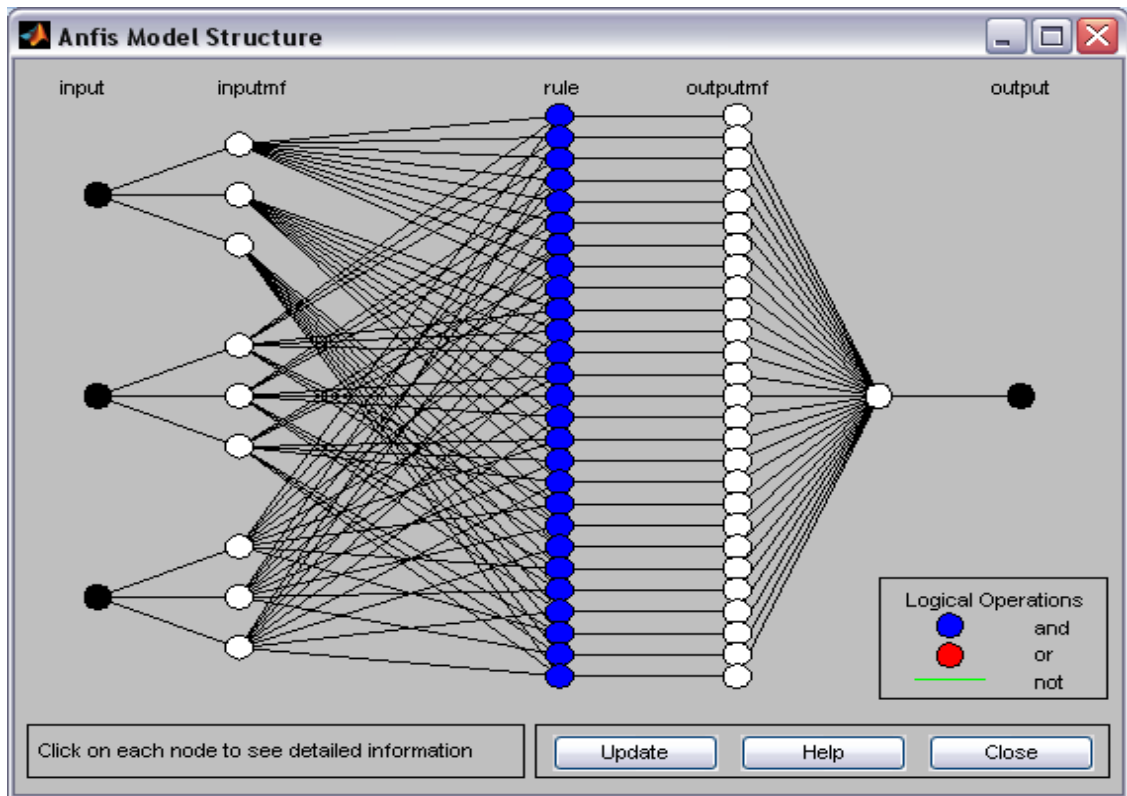 Anfis Model Structure
input inputmf rule outputmf output
Logical Operations
and
or
not
Click on each node to see detailed information
Update Help Close